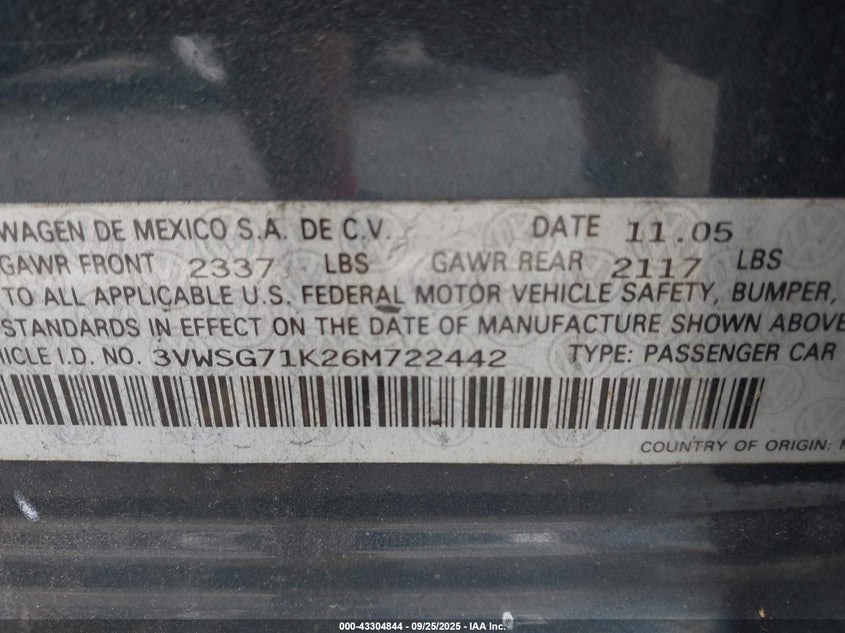 WAGEN DE MEXICO S.A. DE C.V. DATE 11.05
GAWR FRONT 2337 LBS GAWR REAR 2117 LBS
TO ALL APPLICABLE U.S. FEDERAL MOTOR VEHICLE SAFETY, BUMPER,
STANDARDS IN EFFECT ON THE DATE OF MANUFACTURE SHOWN ABOVE
HICLE I.D. NO. 3VWSG71K26M722442 TYPE: PASSENGER CAR
COUNTRY OF ORIGIN: M
000-43304844 - 09/25/2025 - IAA Inc.